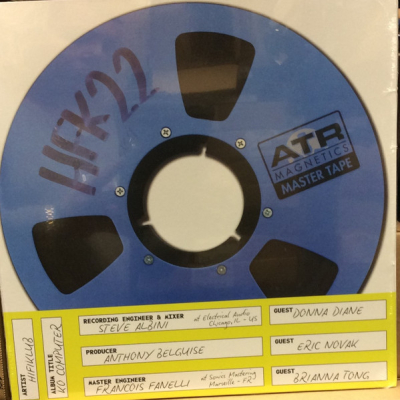 HFK22
ATR
MAGNETICS
MASTER TAPE
ARTIST
HIFIKLUB
ALBUM TITLE
KO COMPUTER
RECORDING ENGINEER & MIXER
STEVE ALBINI
at Electrical Audio
Chicago, IL - US
PRODUCER
ANTHONY BELGUISE
MASTER ENGINEER
FRANCOIS FANELLI
at Sonics Mastering
Marseille - FR
GUEST
DONNA DIANE
GUEST
ERIC NOVAK
GUEST
BRIANNA TONG